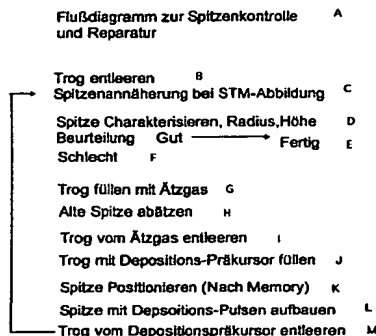 Flußdiagramm zur Spitzenkontrolle A
und Reparatur
Trog entleeren B
Spitzenannäherung bei STM-Abbildung C
Spitze Charakterisieren, Radius,Höhe D
Beurteilung Gut Fertig E
Schlecht F
Trog füllen mit Ätzgas G
Alte Spitze abätzen H
Trog vom Ätzgas entleeren I
Trog mit Depositions-Präkursor füllen J
Spitze Positionieren (Nach Memory) K
Spitze mit Depsoitions-Pulsen aufbauen L
Trog vom Depositionspräkursor entleeren M